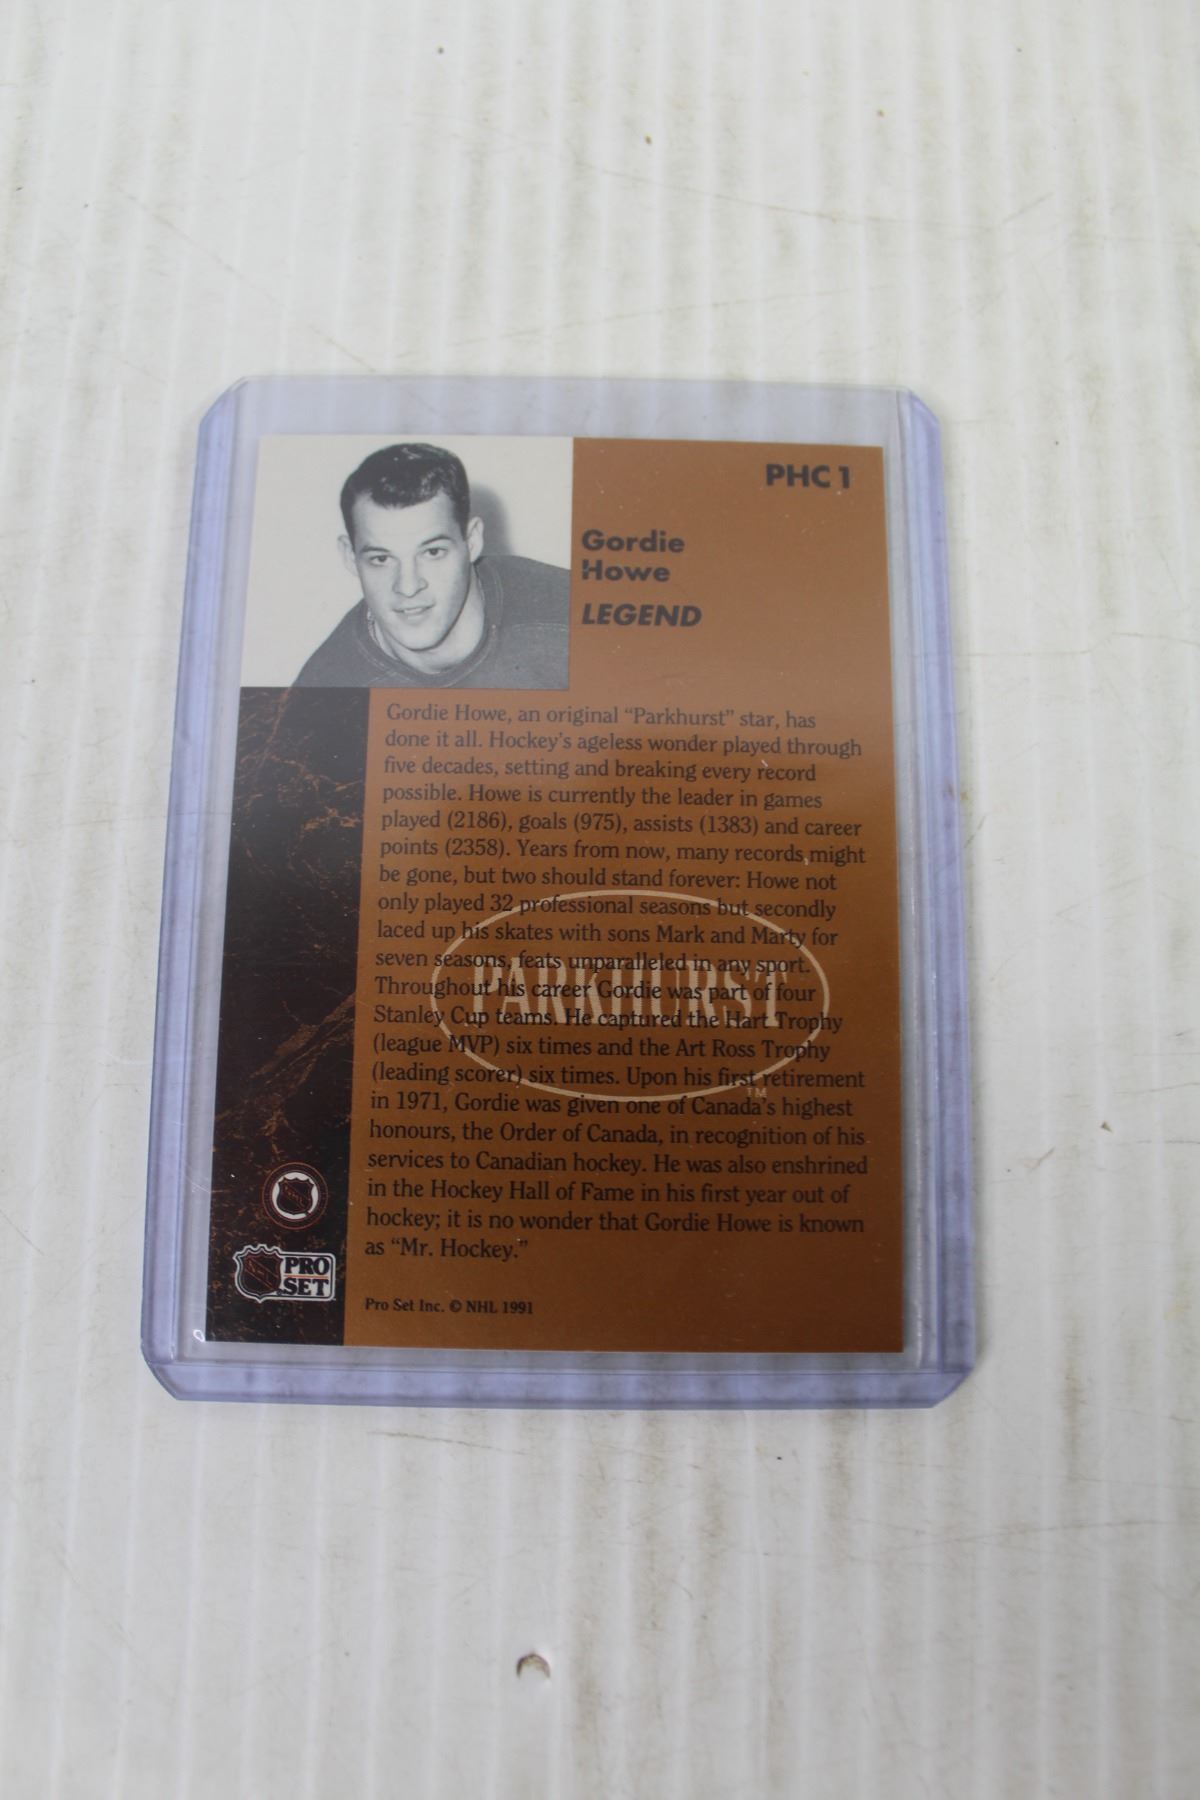 PHC 1
Gordie
Howe
LEGEND
Gordie Howe, an original “Parkhurst” star, has
done it all. Hockey’s ageless wonder played through
five decades, setting and breaking every record
possible. Howe is currently the leader in games
played (2186), goals (975), assists (1383) and career
points (2358). Years from now, many records might
be gone, but two should stand forever: Howe not
only played 32 professional seasons but secondly
laced up his skates with sons Mark and Marty for
seven seasons, feats unparalleled in any sport.
Throughout his career Gordie was part of four
Stanley Cup teams. He captured the Hart Trophy
(league MVP) six times and the Art Ross Trophy
(leading scorer) six times. Upon his first retirement
in 1971, Gordie was given one of Canada’s highest
honours, the Order of Canada, in recognition of his
services to Canadian hockey. He was also enshrined
in the Hockey Hall of Fame in his first year out of
hockey; it is no wonder that Gordie Howe is known
as “Mr. Hockey.”
PARKHURST
TM
NHL
PRO
SET
Pro Set Inc. © NHL 1991